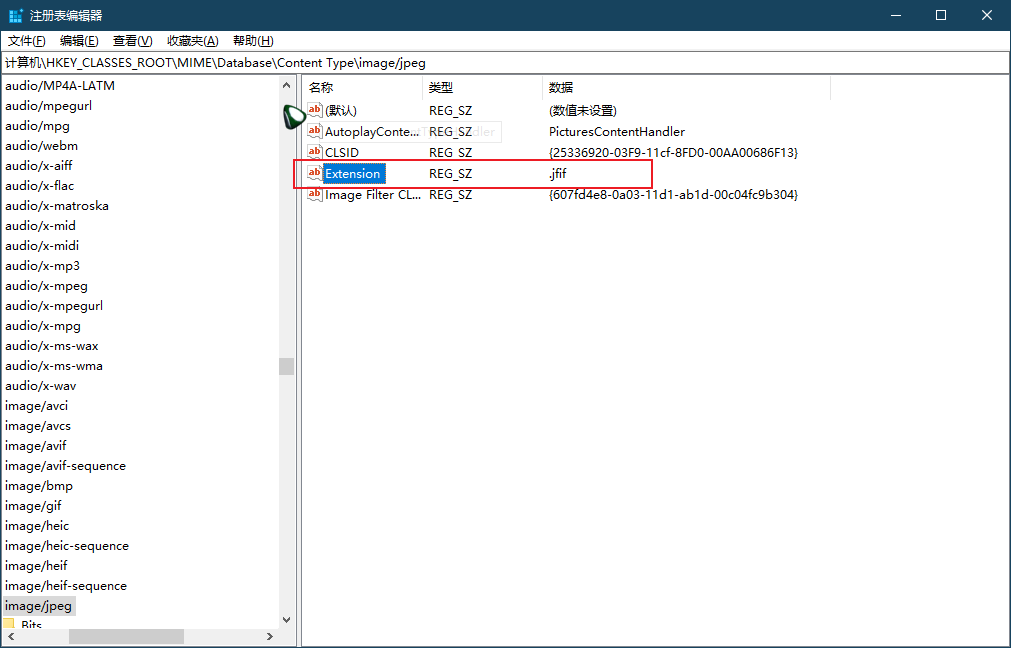 注册表编辑器
文件(F) 编辑(E) 查看(V) 收藏夹(A) 帮助(H)
计算机\HKEY_CLASSES_ROOT\MIME\Database\Content Type\image/jpeg
audio/MP4A-LATM
audio/mpegurl
audio/mpg
audio/webm
audio/x-aiff
audio/x-flac
audio/x-matroska
audio/x-mid
audio/x-midi
audio/x-mp3
audio/x-mpeg
audio/x-mpegurl
audio/x-mpg
audio/x-ms-wax
audio/x-ms-wma
audio/x-wav
image/avci
image/avcs
image/avif
image/avif-sequence
image/bmp
image/gif
image/heic
image/heic-sequence
image/heif
image/heif-sequence
image/jpeg
Bits
名称 类型 数据
(默认) REG_SZ (数值未设置)
AutoplayConte... REG_SZ PicturesContentHandler
CLSID REG_SZ {25336920-03F9-11cf-8FD0-00AA00686F13}
Extension REG_SZ .jfif
Image Filter CL... REG_SZ {607fd4e8-0a03-11d1-ab1d-00c04fc9b304}